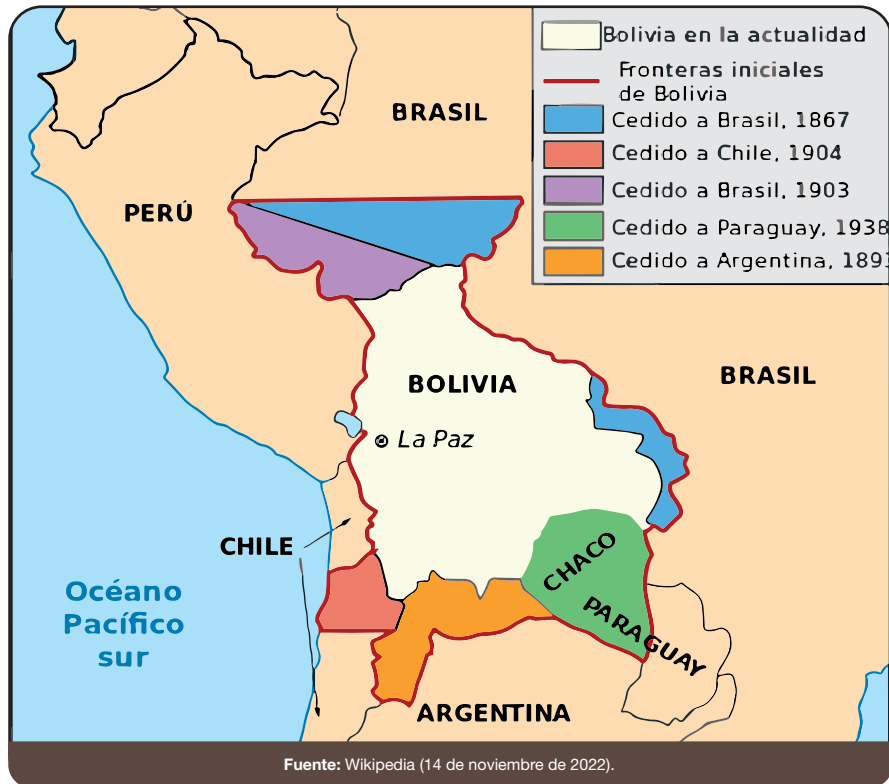 Bolivia en la actualidad
Fronteras iniciales
de Bolivia
Cedido a Brasil, 1867
Cedido a Chile, 1904
Cedido a Brasil, 1903
Cedido a Paraguay, 1938
Cedido a Argentina, 1893
BRASIL
PERÚ
BOLIVIA
BRASIL
La Paz
CHILE
CHACO
Océano
Pacífico
sur
PARAGUAY
ARGENTINA
Fuente: Wikipedia (14 de noviembre de 2022).